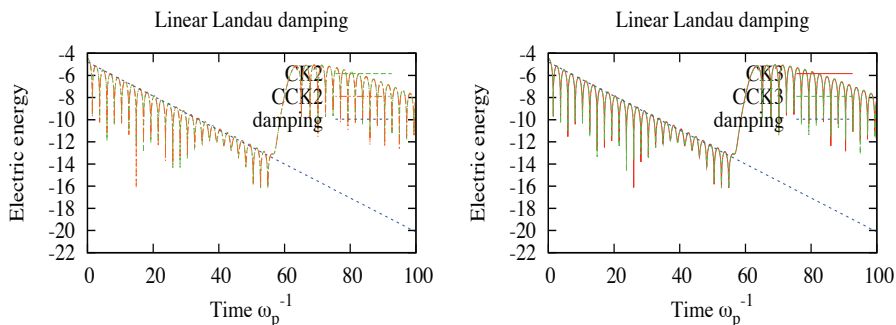 Linear Landau damping
Electric energy
-4
-6
-8
-10
-12
-14
-16
-18
-20
-22
CK2
CCK2
damping
0 20 40 60 80 100
Time ωp^-1
Linear Landau damping
Electric energy
-4
-6
-8
-10
-12
-14
-16
-18
-20
-22
CK3
CCK3
damping
0 20 40 60 80 100
Time ωp^-1